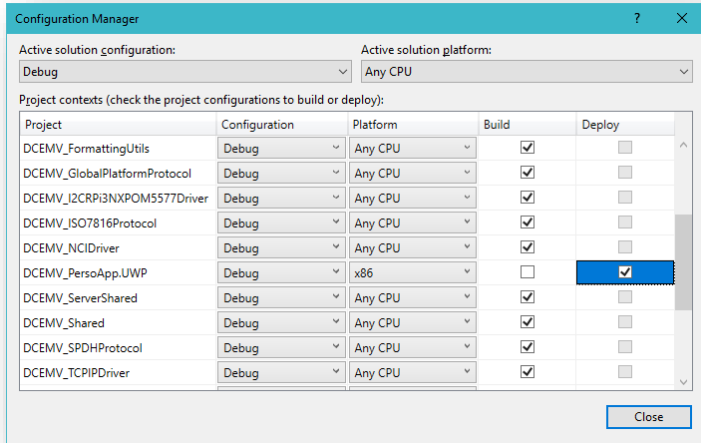 Configuration Manager ? ×
Active solution configuration: Active solution platform:
Debug Any CPU
Project contexts (check the project configurations to build or deploy):
Project Configuration Platform Build Deploy
DCEMV_FormattingUtils Debug Any CPU
DCEMV_GlobalPlatformProtocol Debug Any CPU
DCEMV_I2CRPi3NXPOM5577Driver Debug Any CPU
DCEMV_ISO7816Protocol Debug Any CPU
DCEMV_NCIDriver Debug Any CPU
DCEMV_PersoApp.UWP Debug x86
DCEMV_ServerShared Debug Any CPU
DCEMV_Shared Debug Any CPU
DCEMV_SPDHProtocol Debug Any CPU
DCEMV_TCPIPDriver Debug Any CPU
Close